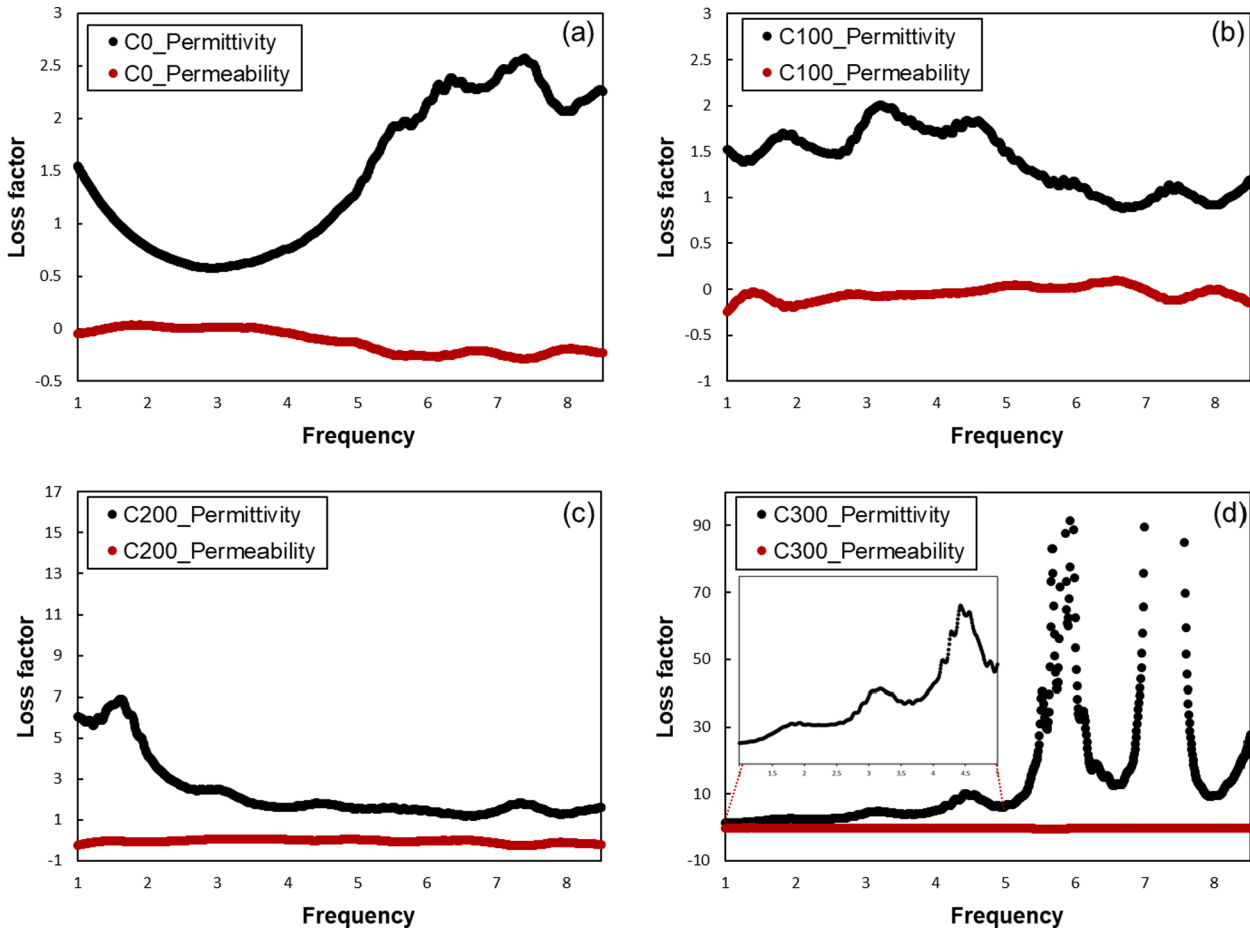 (a)
C0_Permittivity
C0_Permeability
Loss factor
3
2.5
2
1.5
1
0.5
0
-0.5
1 2 3 4 5 6 7 8
Frequency
(b)
C100_Permittivity
C100_Permeability
Loss factor
3
2.5
2
1.5
1
0.5
0
-0.5
-1
1 2 3 4 5 6 7 8
Frequency
(c)
C200_Permittivity
C200_Permeability
Loss factor
17
15
13
11
9
7
5
3
1
-1
1 2 3 4 5 6 7 8
Frequency
(d)
C300_Permittivity
C300_Permeability
Loss factor
90
70
50
30
10
-10
1.5 2 2.5 3 3.5 4 4.5
1 2 3 4 5 6 7 8
Frequency